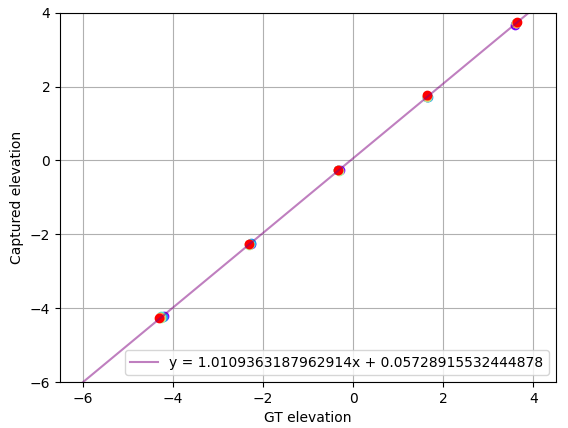 4
2
0
−2
−4
−6
Captured elevation
y = 1.0109363187962914x + 0.05728915532444878
−6 −4 −2 0 2 4
GT elevation